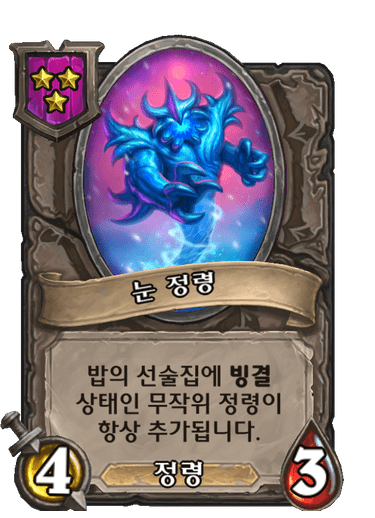 눈 정령
밥의 선술집에 빙결
상태인 무작위 정령이
항상 추가됩니다.
4
정령
3